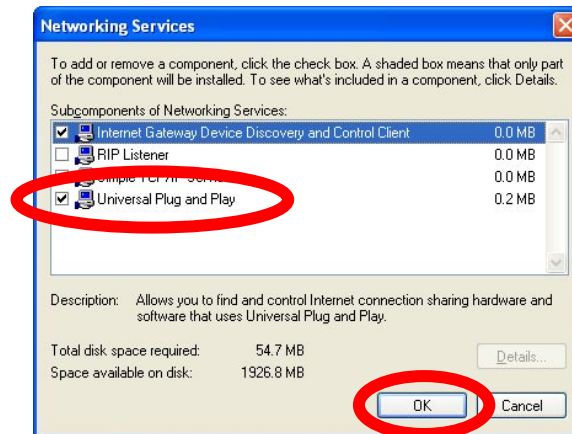 Networking Services
To add or remove a component, click the check box. A shaded box means that only part
of the component will be installed. To see what's included in a component, click Details.
Subcomponents of Networking Services:
Internet Gateway Device Discovery and Control Client 0.0 MB
RIP Listener 0.0 MB
Simple TCP/IP Services 0.0 MB
Universal Plug and Play 0.2 MB
Description: Allows you to find and control Internet connection sharing hardware and
software that uses Universal Plug and Play.
Total disk space required: 54.7 MB
Details...
Space available on disk: 1926.8 MB
OK Cancel